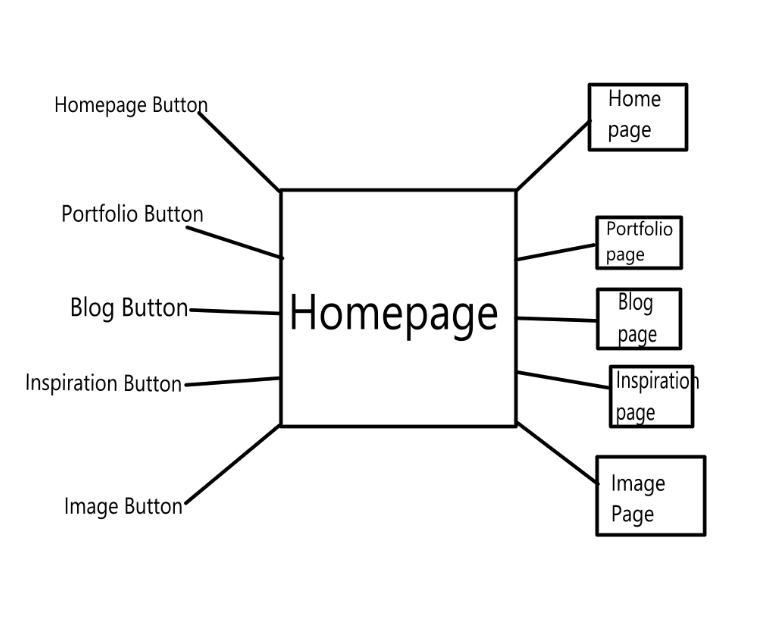 Homepage Button
Home
page
Portfolio Button
Portfolio
page
Blog Button
Homepage
Blog
page
Inspiration Button
Inspiration
page
Image Button
Image
Page